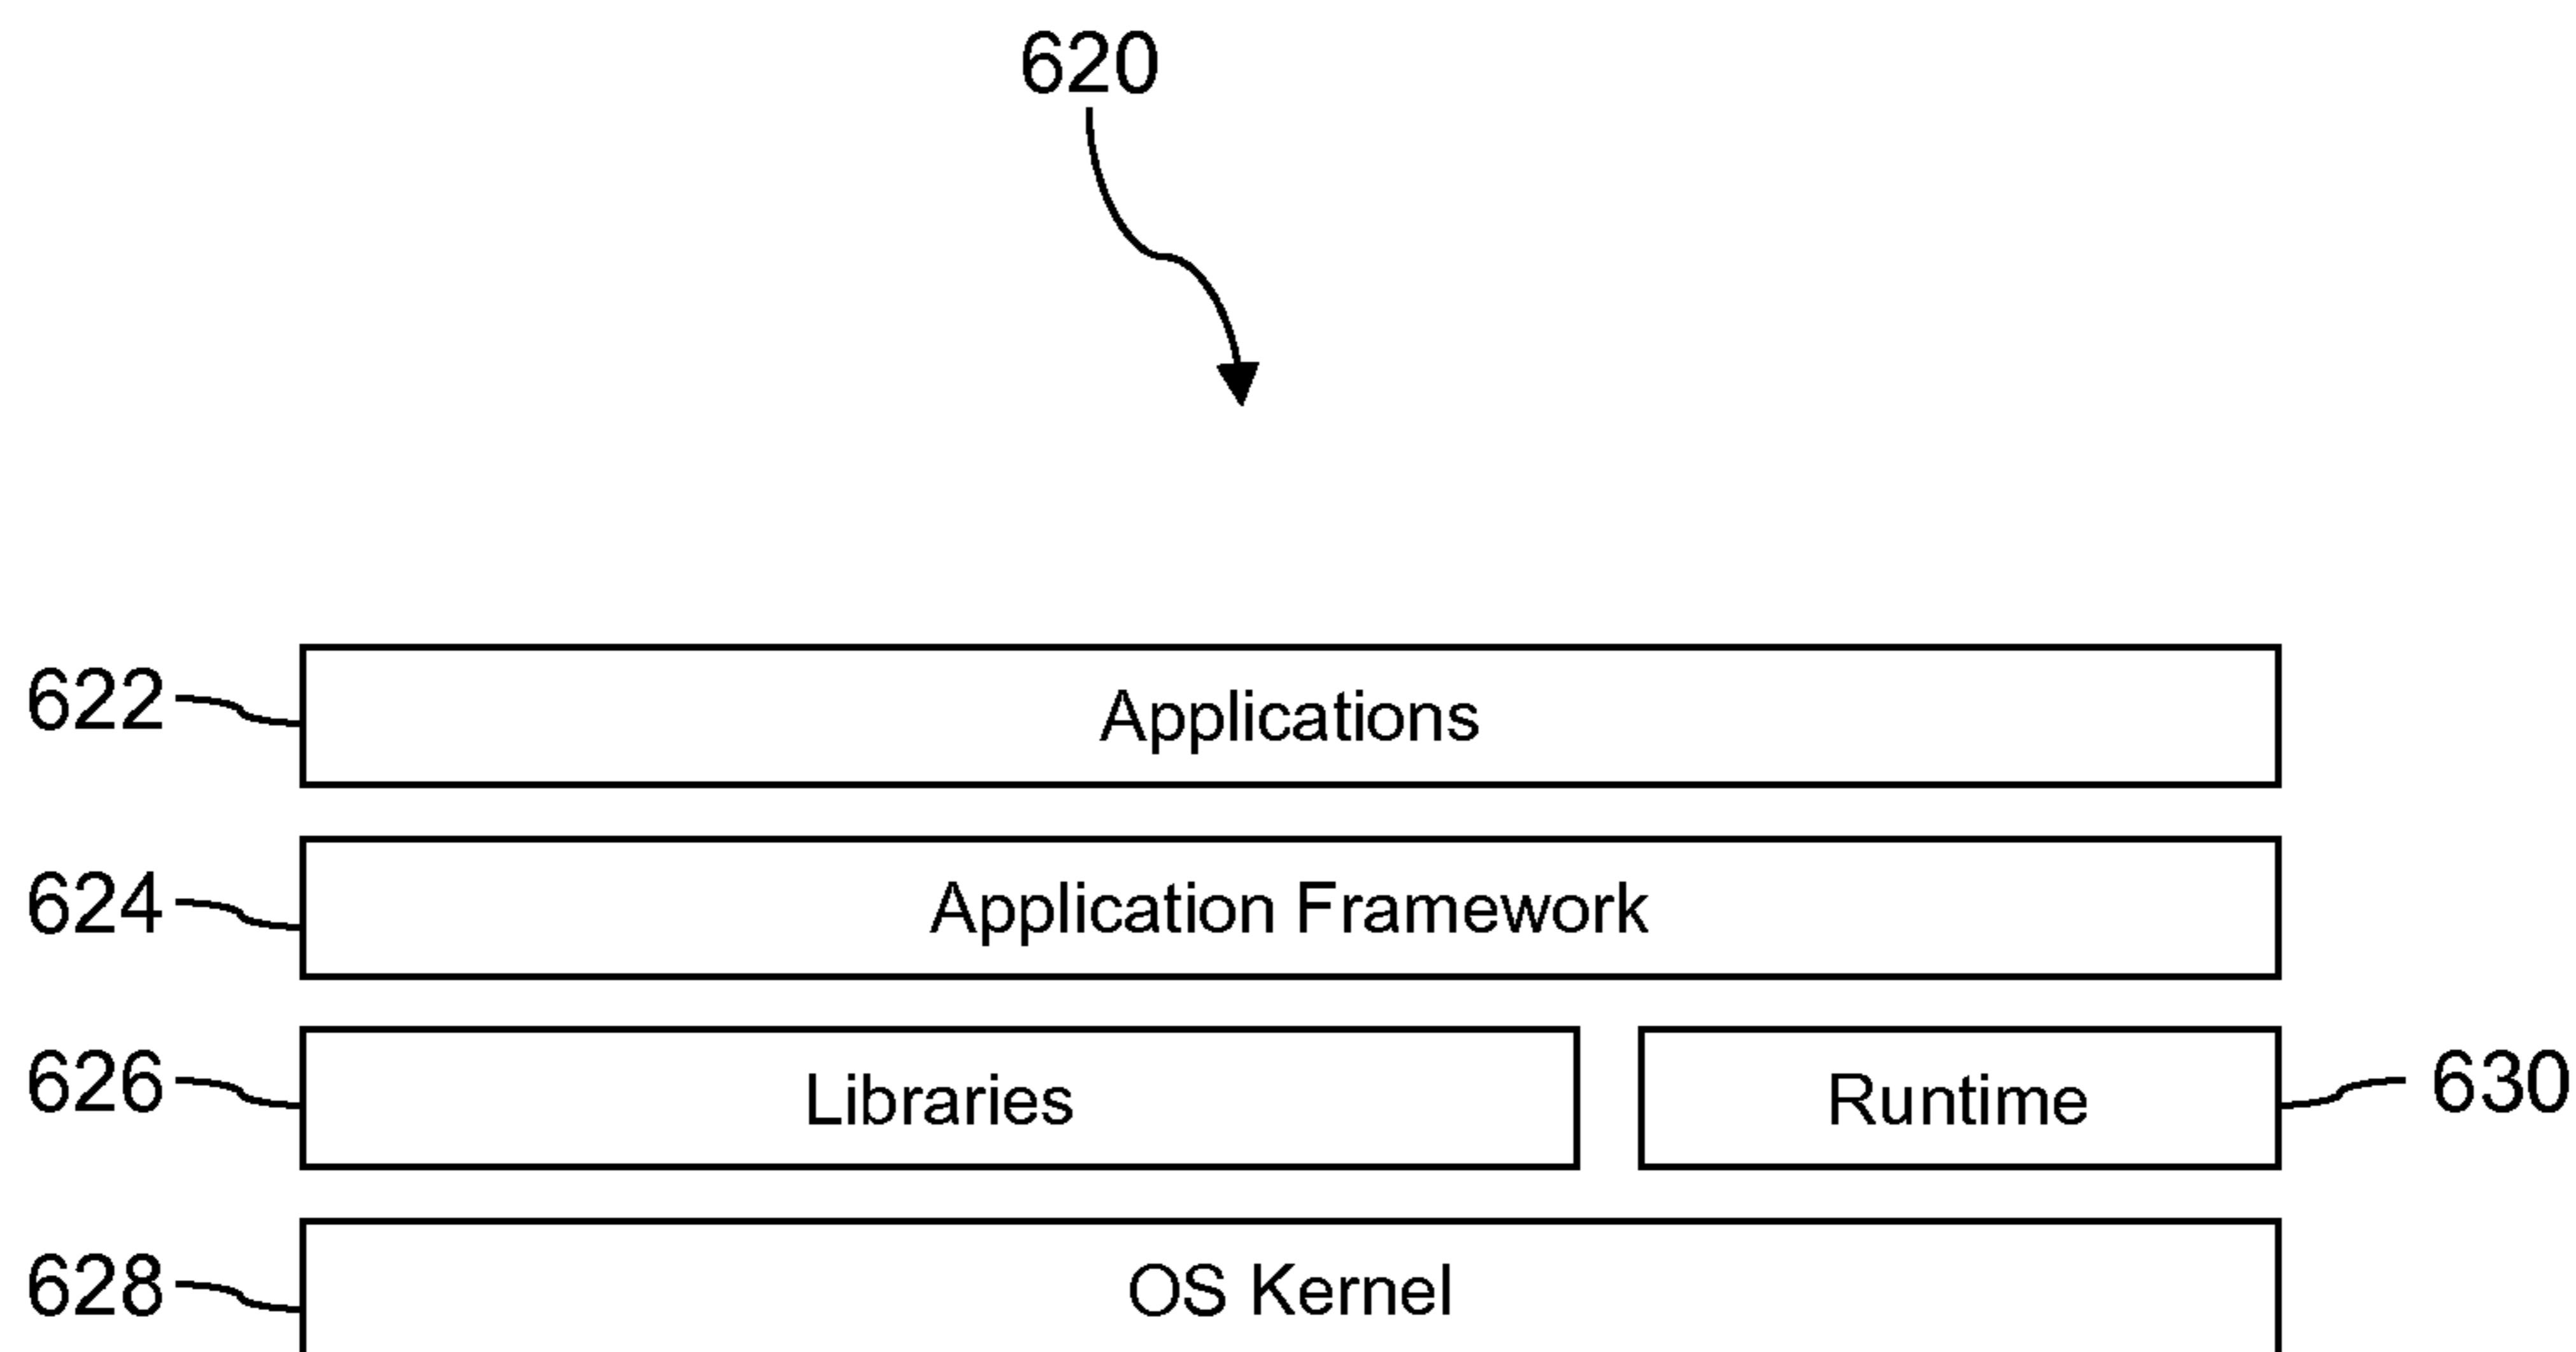 620
622 Applications
624 Application Framework
626 Libraries Runtime 630
628 OS Kernel